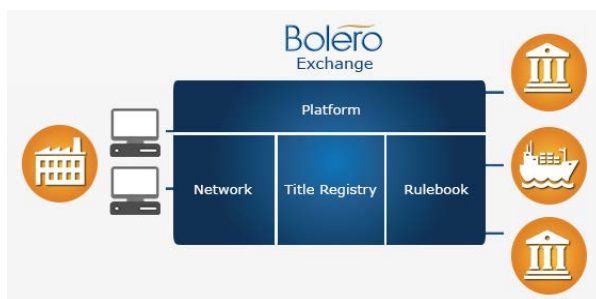 Bolero
Exchange
Platform
Network
Title Registry
Rulebook